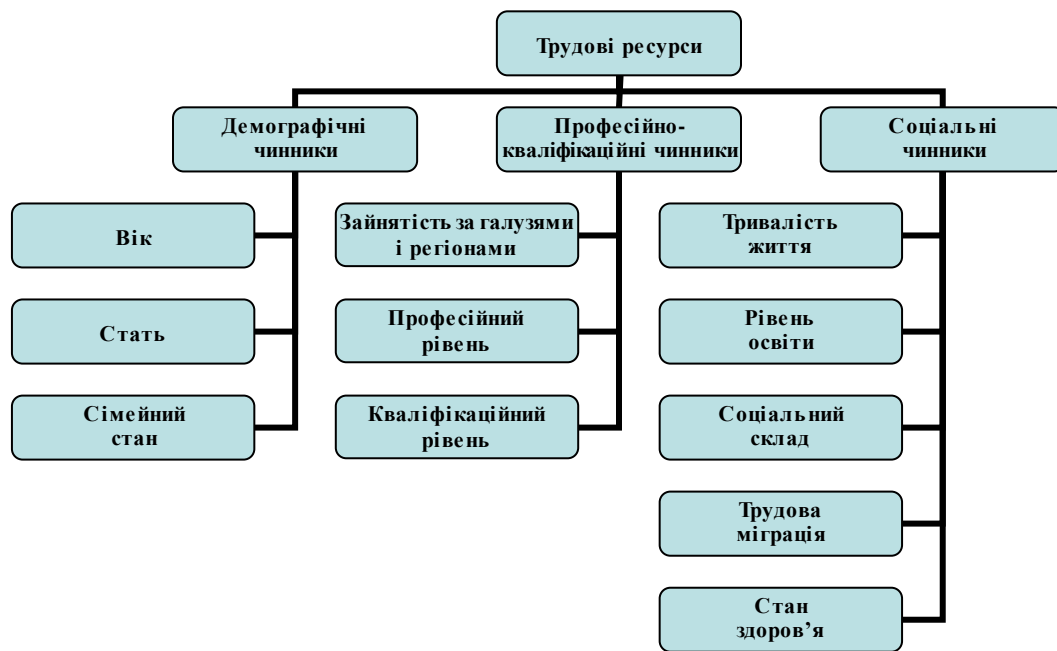 Трудові ресурси
Демографічні
чинники
Професійно-
кваліфікаційні чинники
Соціальні
чинники
Вік
Стать
Сімейний
стан
Зайнятість за галузями
і регіонами
Професійний
рівень
Кваліфікаційний
рівень
Тривалість
життя
Рівень
освіти
Соціальний
склад
Трудова
міграція
Стан
здоров’я